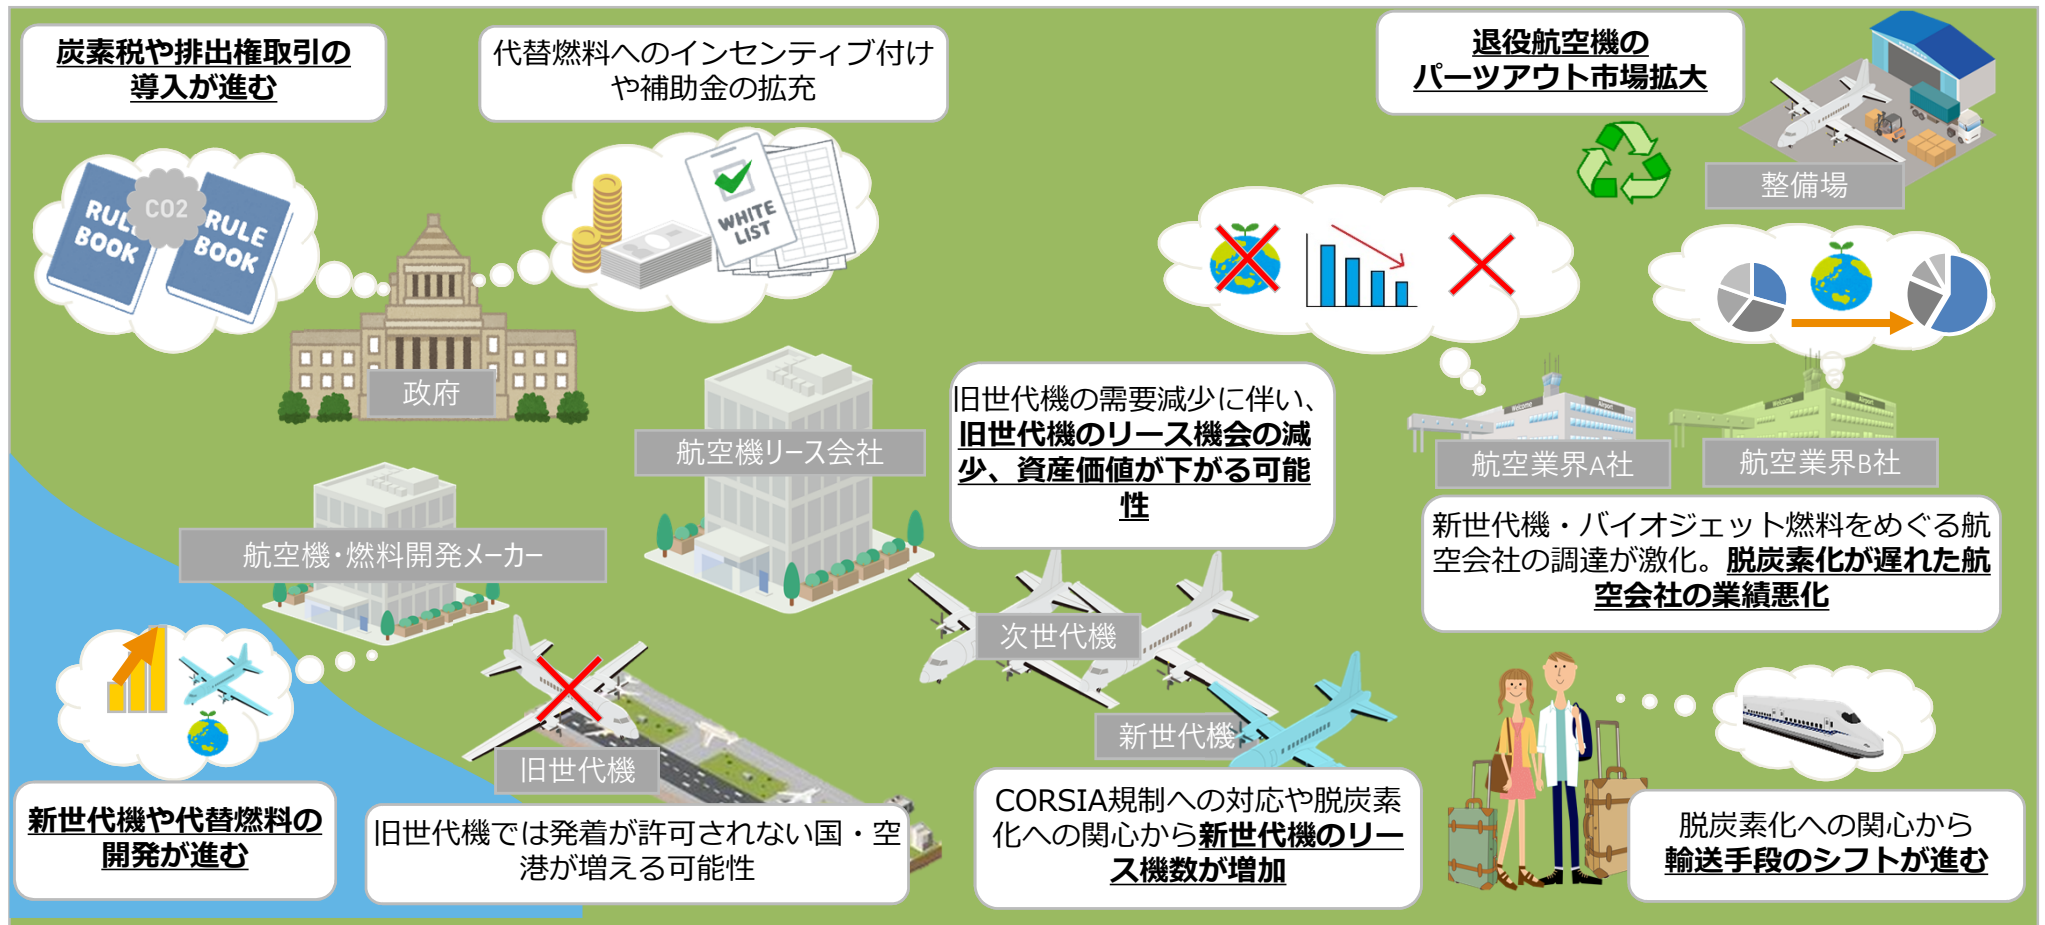 炭素税や排出権取引の
導入が進む
代替燃料へのインセンティブ付け
や補助金の拡充
退役航空機の
パーツアウト市場拡大
整備場
RULE
BOOK
CO2
RULE
BOOK
WHITE
LIST
政府
航空機リース会社
旧世代機の需要減少に伴い、
旧世代機のリース機会の減
少、資産価値が下がる可能
性
Welcome
Airport
Welcome
Airport
航空業界A社
航空業界B社
新世代機・バイオジェット燃料をめぐる航
空会社の調達が激化。脱炭素化が遅れた航
空会社の業績悪化
航空機・燃料開発メーカー
次世代機
新世代機
旧世代機
新世代機や代替燃料の
開発が進む
旧世代機では発着が許可されない国・空
港が増える可能性
CORSIA規制への対応や脱炭素
化への関心から新世代機のリー
ス機数が増加
脱炭素化への関心から
輸送手段のシフトが進む